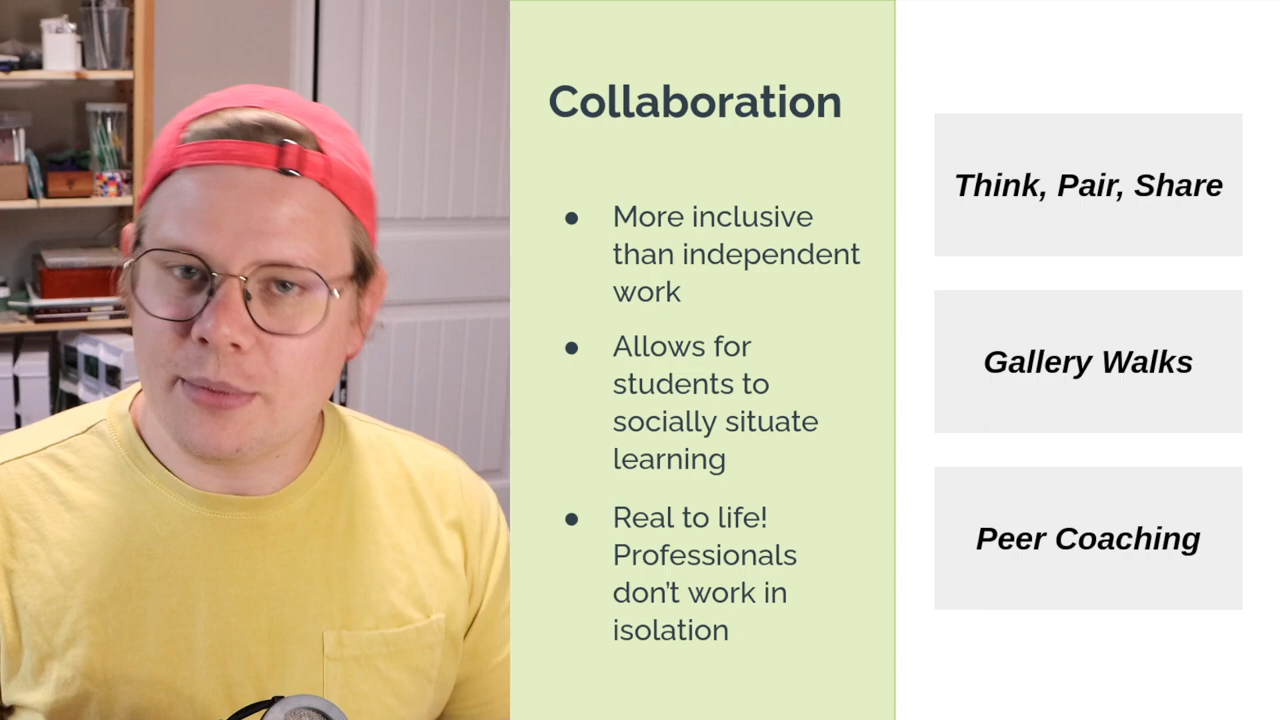 Collaboration
● More inclusive
than independent
work
● Allows for
students to
socially situate
learning
● Real to life!
Professionals
don’t work in
isolation
Think, Pair, Share
Gallery Walks
Peer Coaching